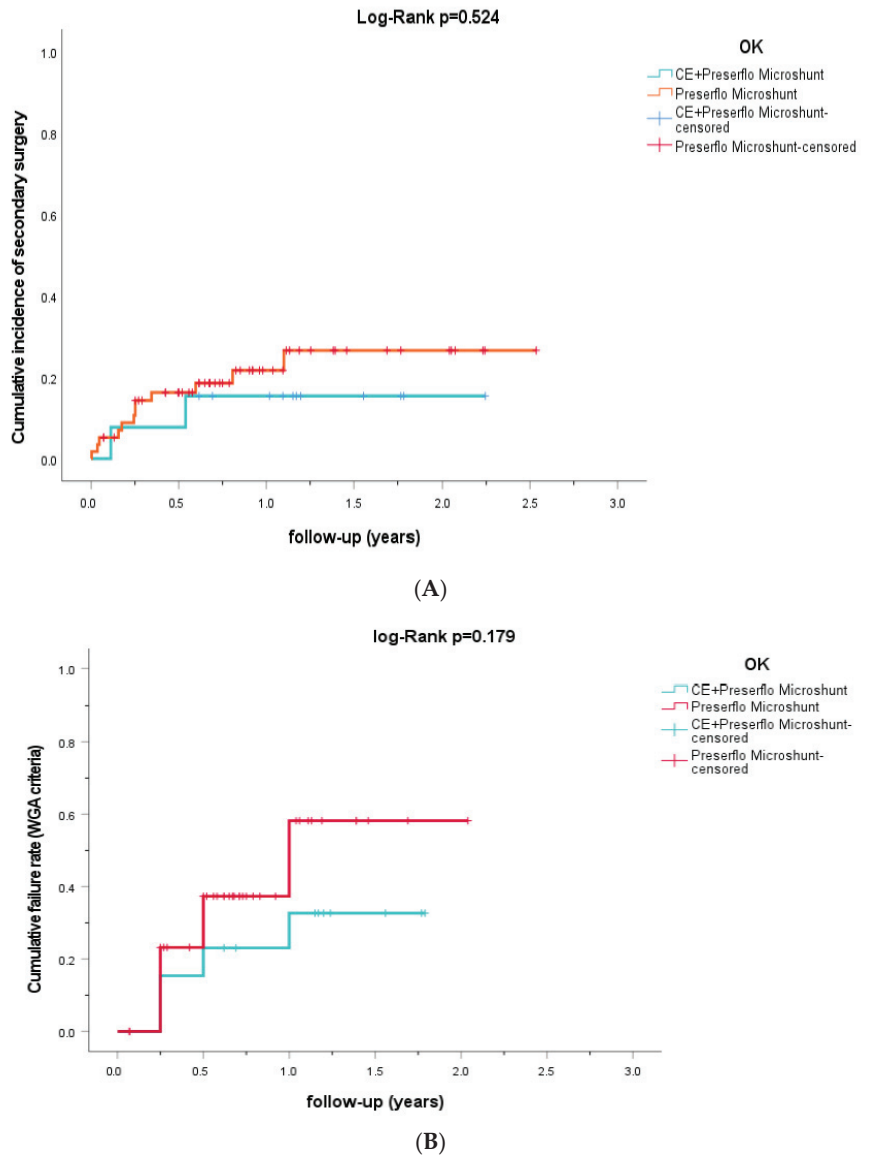 Log-Rank p=0.524
OK
CE+Preserflo Microshunt
Preserflo Microshunt
CE+Preserflo Microshunt-
censored
Preserflo Microshunt-censored
Cumulative incidence of secondary surgery
1.0
0.8
0.6
0.4
0.2
0.0
0.0 0.5 1.0 1.5 2.0 2.5 3.0
follow-up (years)
(A)
log-Rank p=0.179
OK
CE+Preserflo Microshunt
Preserflo Microshunt
CE+Preserflo Microshunt-
censored
Preserflo Microshunt-
censored
Cumulative failure rate (WGA criteria)
1.0
0.8
0.6
0.4
0.2
0.0
0.0 0.5 1.0 1.5 2.0 2.5 3.0
follow-up (years)
(B)